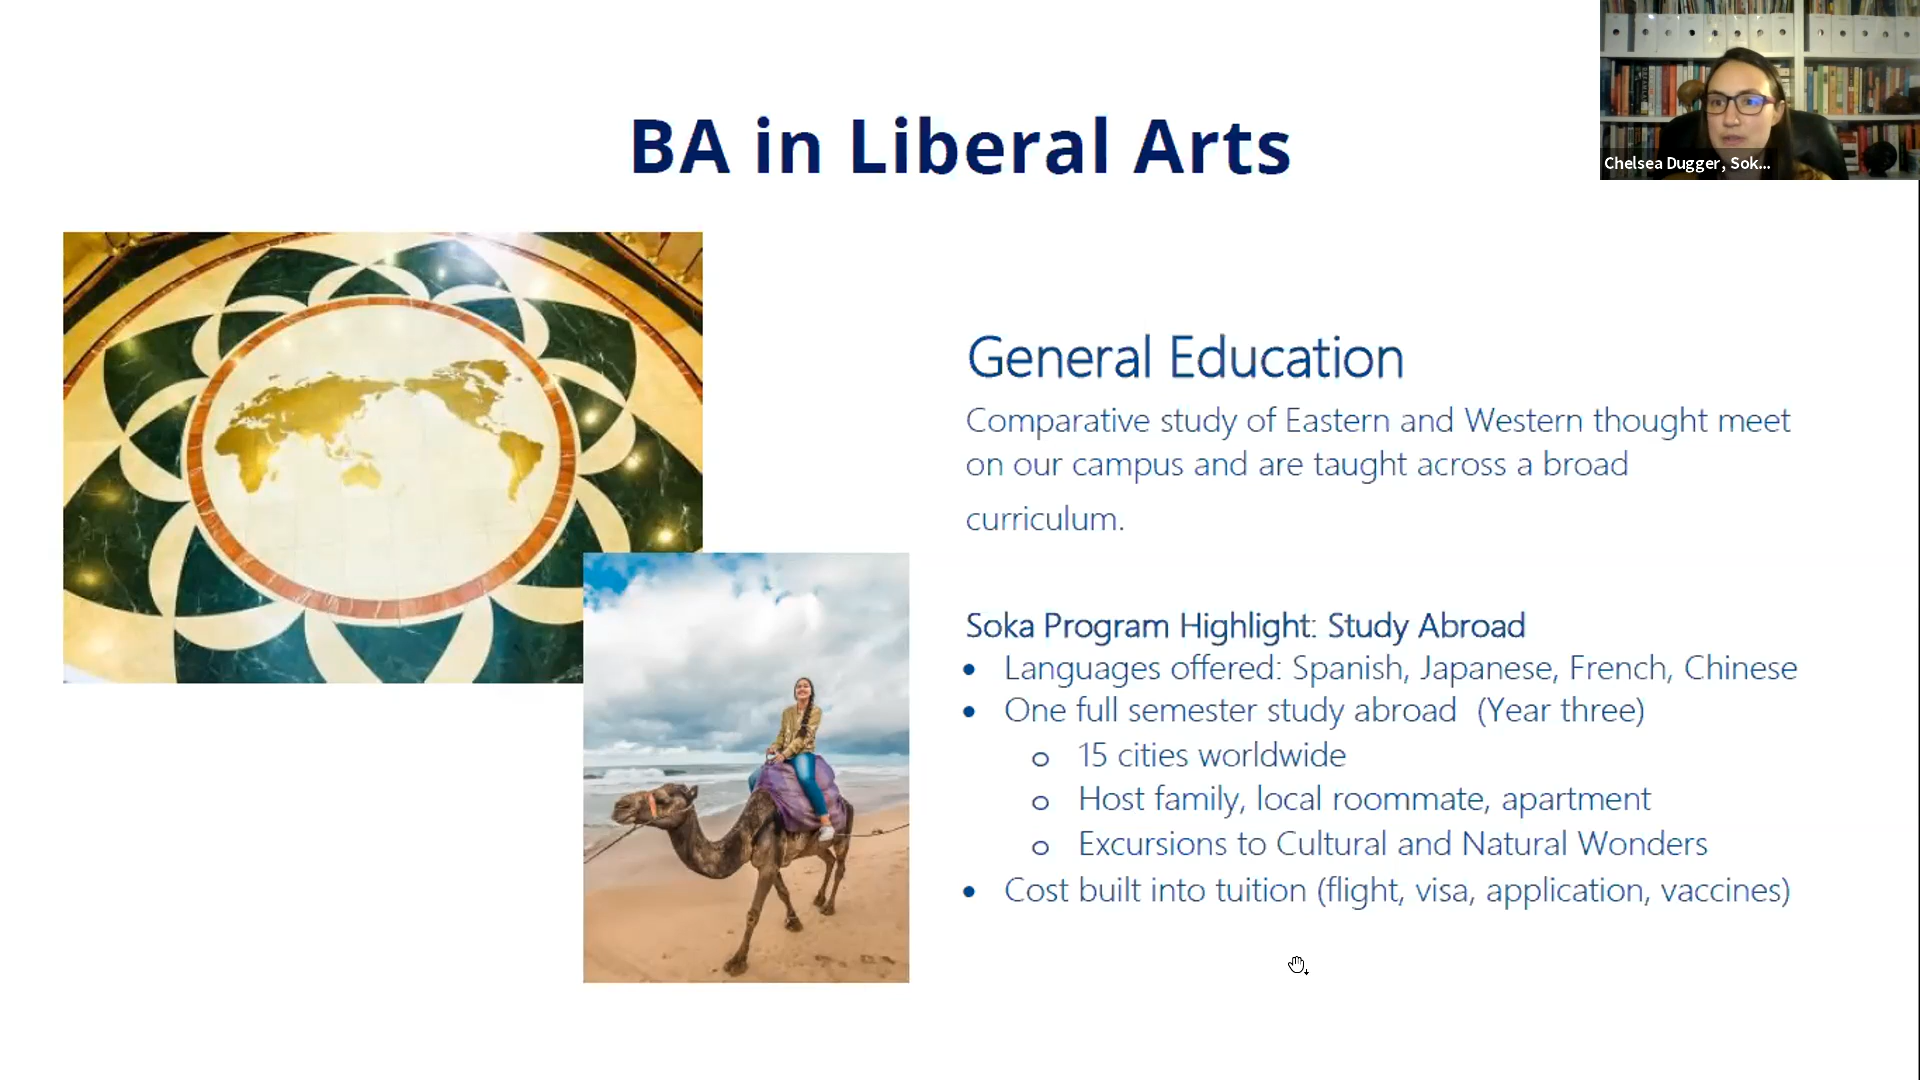 BA in Liberal Arts
Chelsea Dugger, Sok...
General Education
Comparative study of Eastern and Western thought meet
on our campus and are taught across a broad
curriculum.
Soka Program Highlight: Study Abroad
• Languages offered: Spanish, Japanese, French, Chinese
• One full semester study abroad (Year three)
o 15 cities worldwide
o Host family, local roommate, apartment
o Excursions to Cultural and Natural Wonders
• Cost built into tuition (flight, visa, application, vaccines)